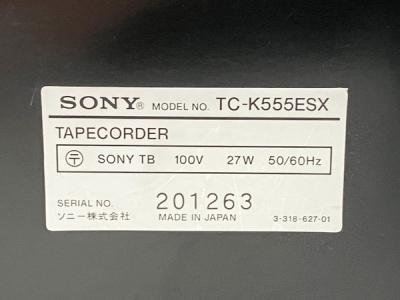 SONY® MODEL NO. TC-K555ESX
TAPECORDER
〒 SONY TB 100V 27W 50/60Hz
SERIAL NO. 201263
ソニー株式会社 MADE IN JAPAN 3-318-627-01